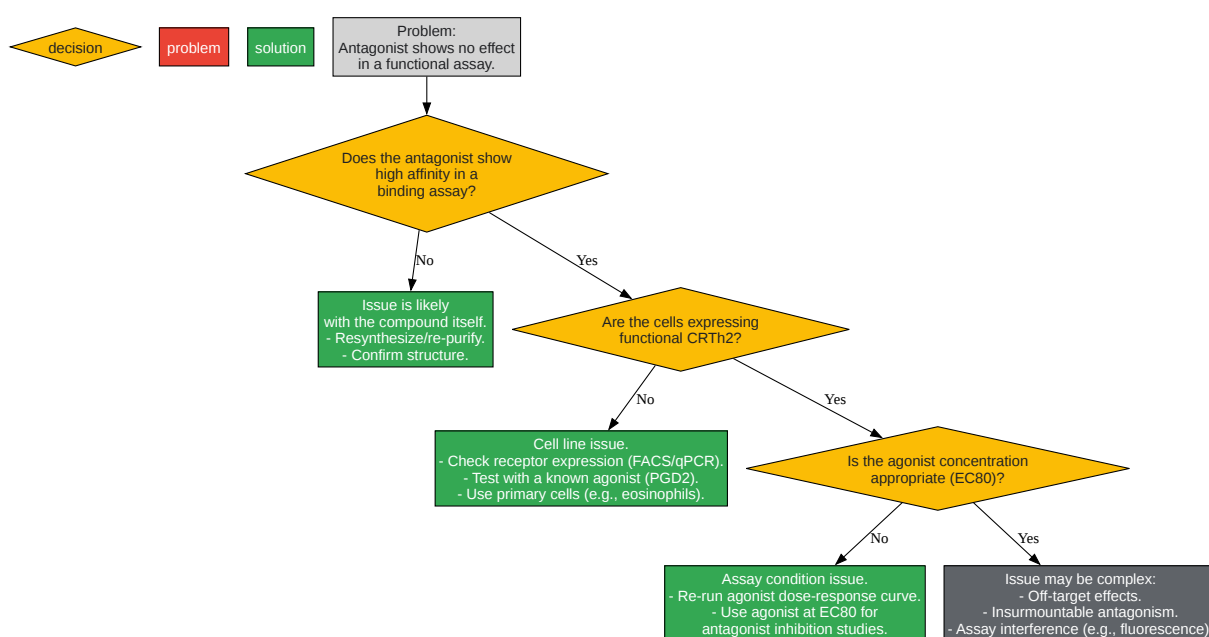 decision
problem
solution
Problem:
Antagonist shows no effect
in a functional assay.
Does the antagonist show
high affinity in a
binding assay?
No
Yes
Issue is likely
with the compound itself.
- Resynthesize/re-purify.
- Confirm structure.
Are the cells expressing
functional CRTh2?
No
Yes
Cell line issue.
- Check receptor expression (FACS/qPCR).
- Test with a known agonist (PGD2).
- Use primary cells (e.g., eosinophils).
Is the agonist concentration
appropriate (EC80)?
No
Yes
Assay condition issue.
- Re-run agonist dose-response curve.
- Use agonist at EC80 for
antagonist inhibition studies.
Issue may be complex:
- Off-target effects.
- Insurmountable antagonism.
- Assay interference (e.g., fluorescence)